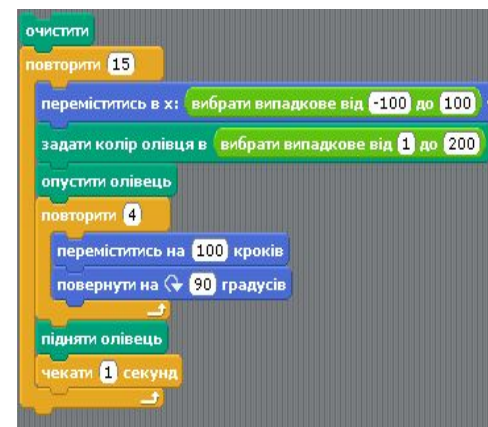 очистити
повторити 15
переміститись в x: вибрати випадкове від -100 до 100
задати колір олівця в вибрати випадкове від 1 до 200
опустити олівець
повторити 4
переміститись на 100 кроків
повернути на 90 градусів
підняти олівець
чекати 1 секунд